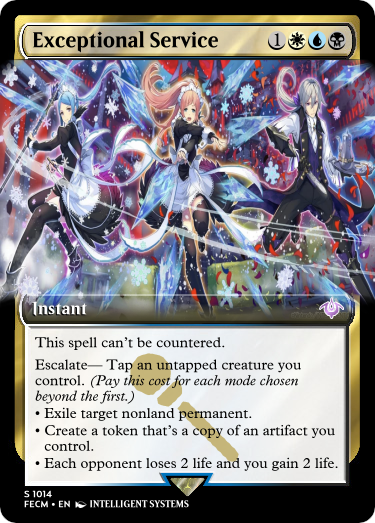 Exceptional Service 1
Instant
This spell can't be countered.
Escalate— Tap an untapped creature you
control. (Pay this cost for each mode chosen
beyond the first.)
• Exile target nonland permanent.
• Create a token that's a copy of an artifact you
control.
• Each opponent loses 2 life and you gain 2 life.
S 1014
FECM • EN INTELLIGENT SYSTEMS